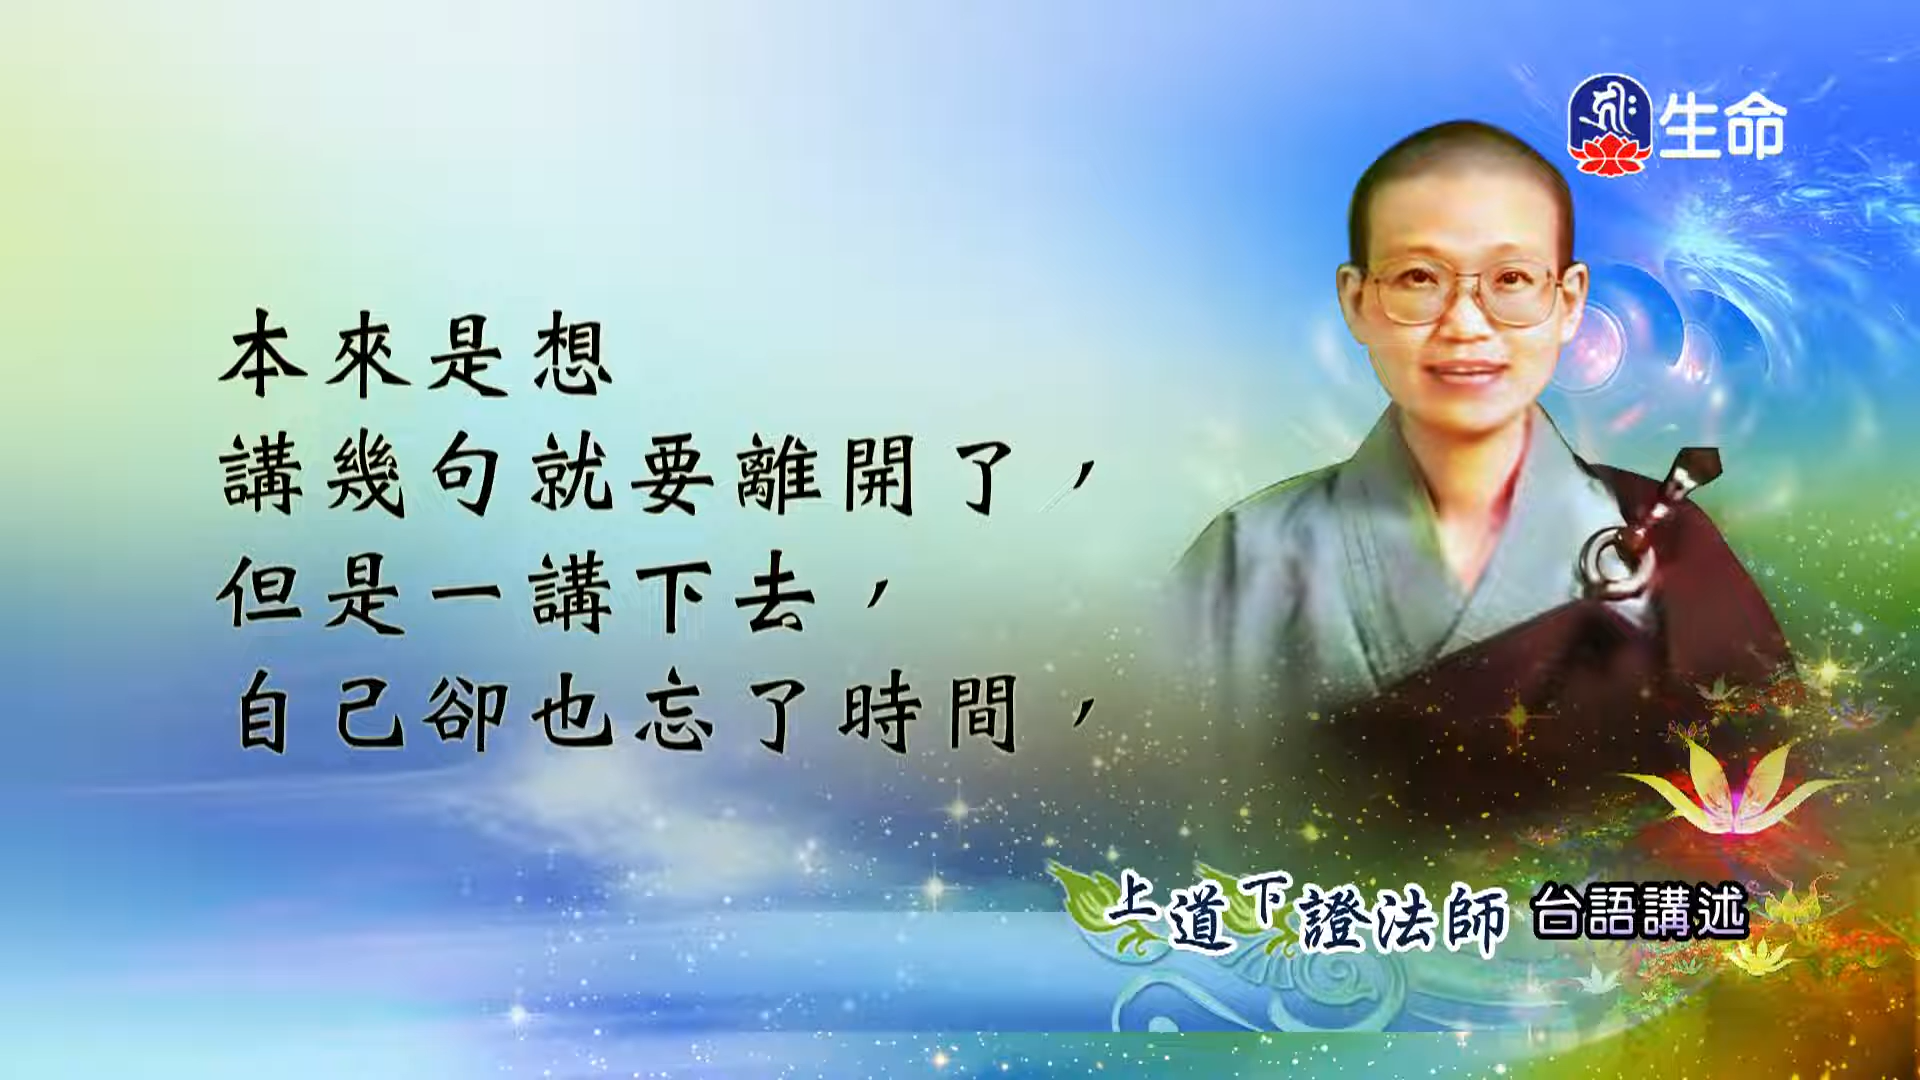 生命
本來是想
講幾句就要離開了，
但是一講下去，
自己卻也忘了時間，
上道下證法師 台語講述